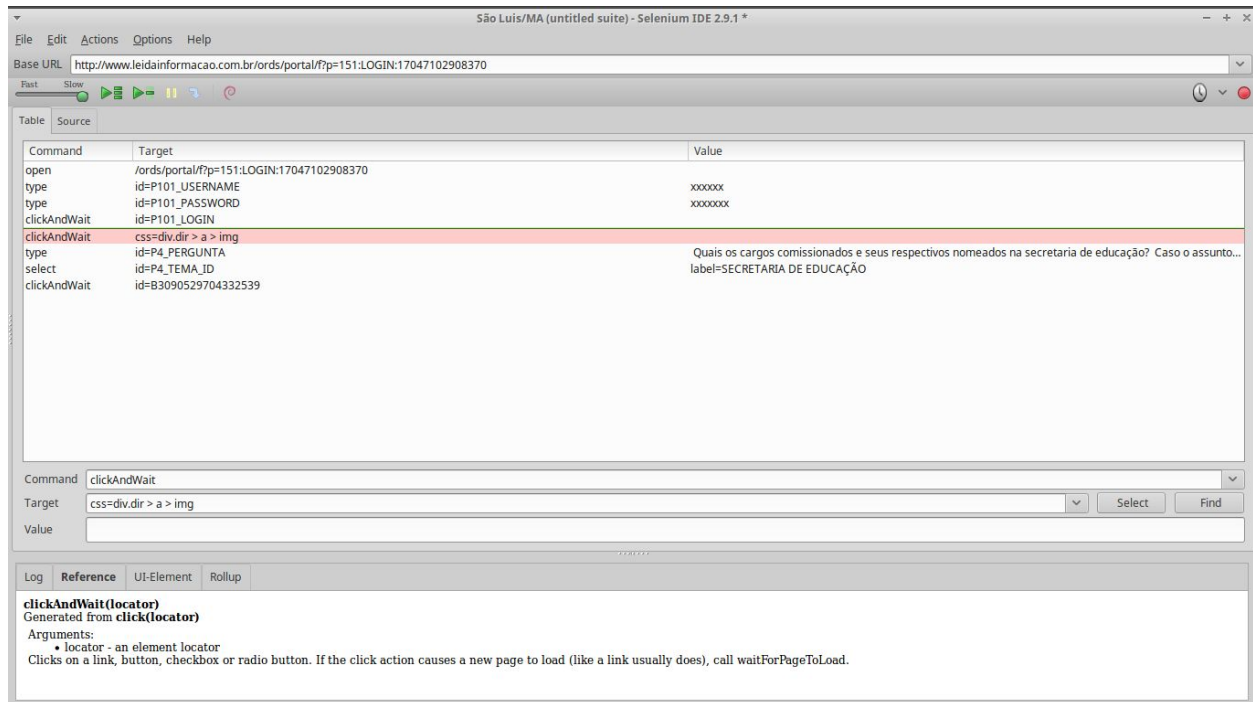 São Luis/MA (untitled suite) - Selenium IDE 2.9.1 *
File Edit Actions Options Help
Base URL http://www.leidainformacao.com.br/ords/portal/f?p=151:LOGIN:17047102908370
Fast Slow
Table Source
Command Target Value
open /ords/portal/f?p=151:LOGIN:17047102908370
type id=P101_USERNAME xxxxxx
type id=P101_PASSWORD xxxxxxx
clickAndWait id=P101_LOGIN
clickAndWait css=div.dir > a > img
type id=P4_PERGUNTA Quais os cargos comissionados e seus respectivos nomeados na secretaria de educação? Caso o assunto...
select id=P4_TEMA_ID label=SECRETARIA DE EDUCAÇÃO
clickAndWait id=B3090529704332539
Command clickAndWait
Target css=div.dir > a > img Select Find
Value
Log Reference UI-Element Rollup
clickAndWait(locator)
Generated from click(locator)
Arguments:
• locator - an element locator
Clicks on a link, button, checkbox or radio button. If the click action causes a new page to load (like a link usually does), call waitForPageToLoad.